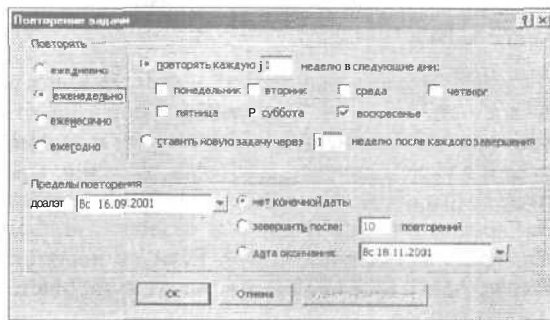 Повторение задачи
Повторять
ежедневно
еженедельно
ежемесячно
ежегодно
повторять каждую j: неделю в следующие дни:
понедельник вторник среда четверг
пятница Р суббота воскресенье
ставить новую задачу через 1 неделю после каждого завершения
Пределы повторения
доалэт Вс 16.09.2001
нет конечной даты
завершить после: 10 повторений
дата окончания: Вс 18.11.2001
ОК Отмена